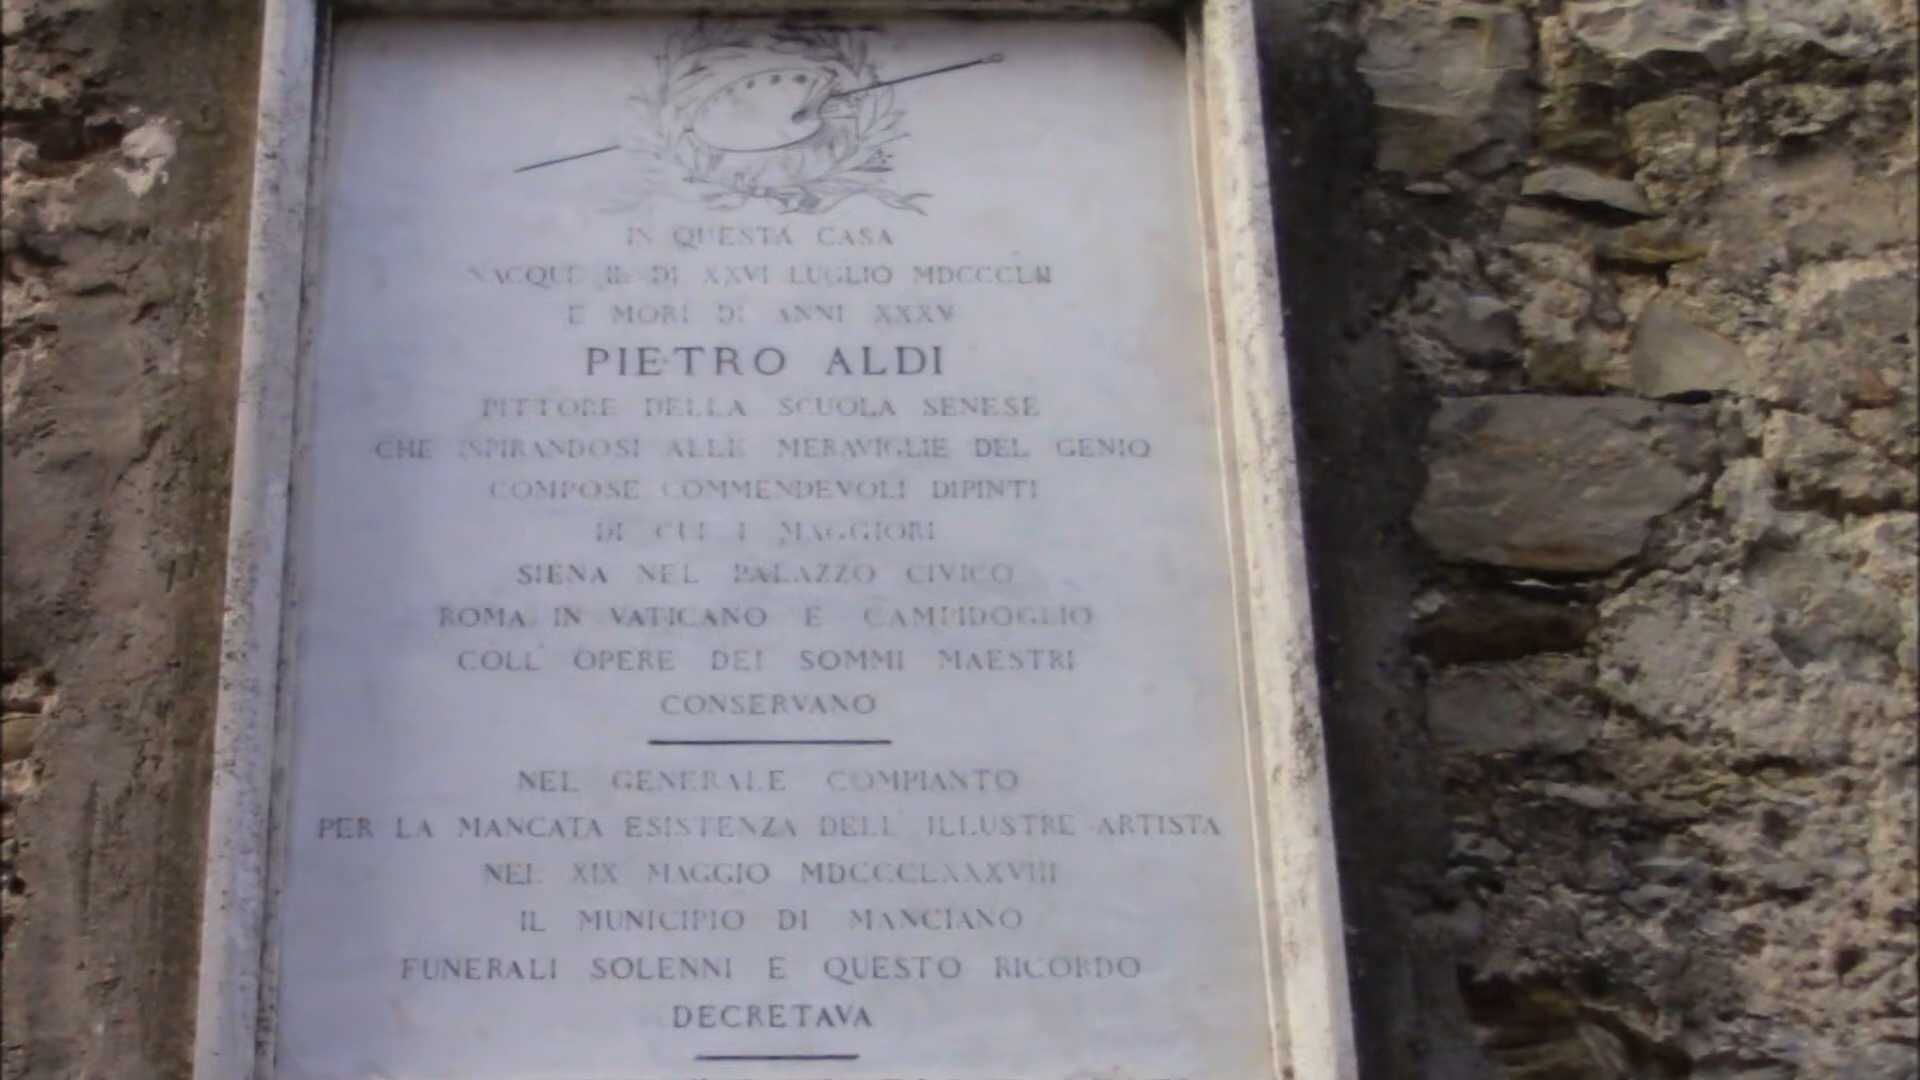 IN QUESTA CASA
NACQUE IL DI XXVI LUGLIO MDCCCLII
E MORI DI ANNI XXXV
PIETRO ALDI
PITTORE DELLA SCUOLA SENESE
CHE ISPIRANDOSI ALLE MERAVIGLIE DEL GENIO
COMPOSE COMMENDEVOLI DIPINTI
DI CUI I MAGGIORI
SIENA NEL PALAZZO CIVICO
ROMA IN VATICANO E CAMPIDOGLIO
COLL' OPERE DEI SOMMI MAESTRI
CONSERVANO
NEL GENERALE COMPIANTO
PER LA MANCATA ESISTENZA DELL' ILLUSTRE ARTISTA
NEL XIX MAGGIO MDCCCLXXXVIII
IL MUNICIPIO DI MANCIANO
FUNERALI SOLENNI E QUESTO RICORDO
DECRETAVA